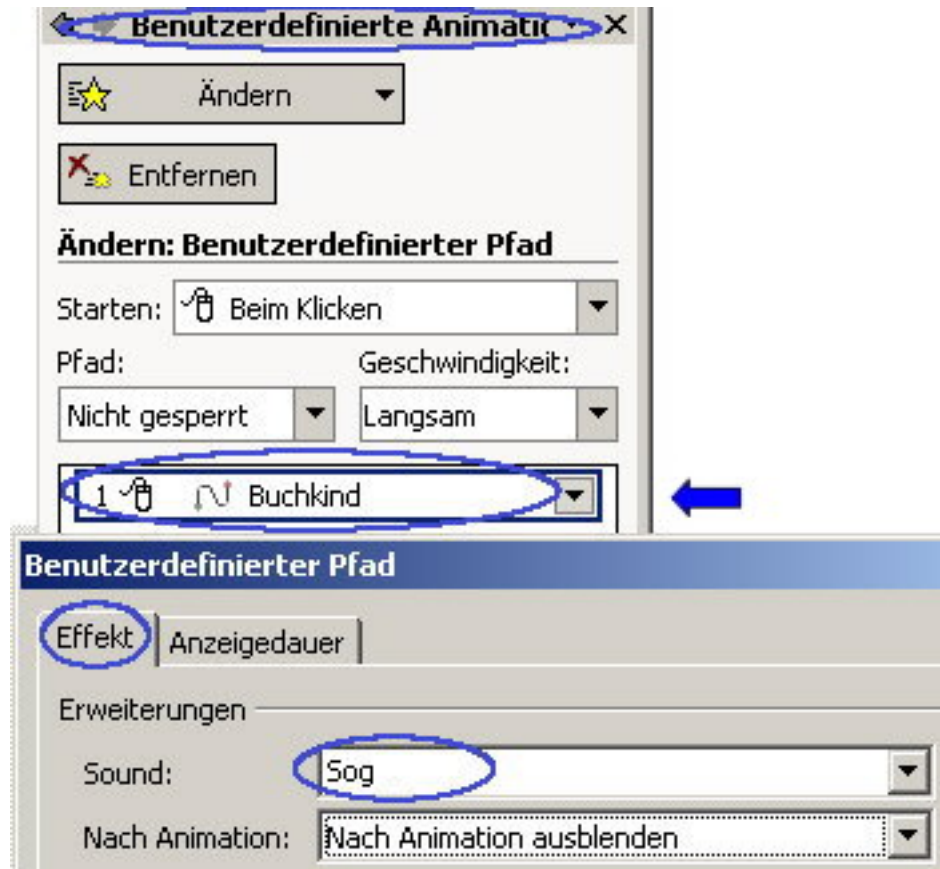 Benutzerdefinierte Animatic
Ändern
Entfernen
Ändern: Benutzerdefinierter Pfad
Starten: Beim Klicken
Pfad: Geschwindigkeit:
Nicht gesperrt Langsam
1 Buchkind
Benutzerdefinierter Pfad
Effekt Anzeigedauer
Erweiterungen
Sound: Sog
Nach Animation: Nach Animation ausblenden